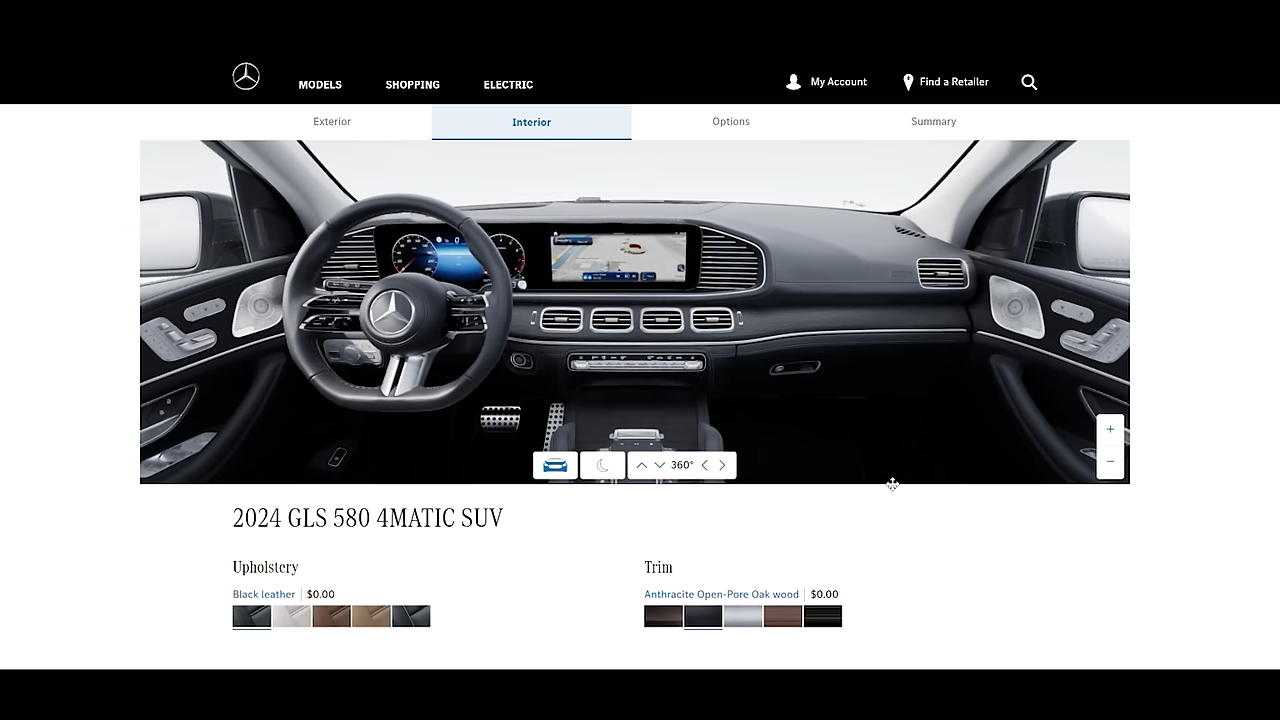 MODELS
SHOPPING
ELECTRIC
My Account
Find a Retailer
Exterior
Interior
Options
Summary
360°
+
−
2024 GLS 580 4MATIC SUV
Upholstery
Black leather | $0.00
Trim
Anthracite Open-Pore Oak wood | $0.00